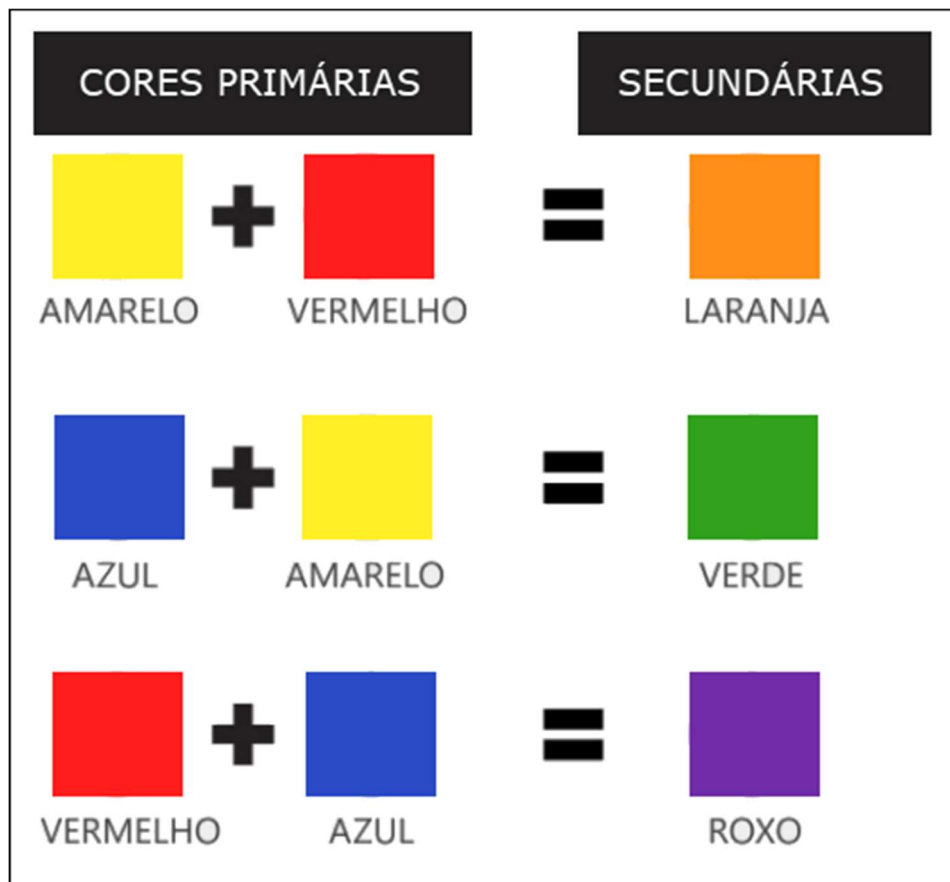 CORES PRIMÁRIAS SECUNDÁRIAS
AMARELO VERMELHO LARANJA
AZUL AMARELO VERDE
VERMELHO AZUL ROXO